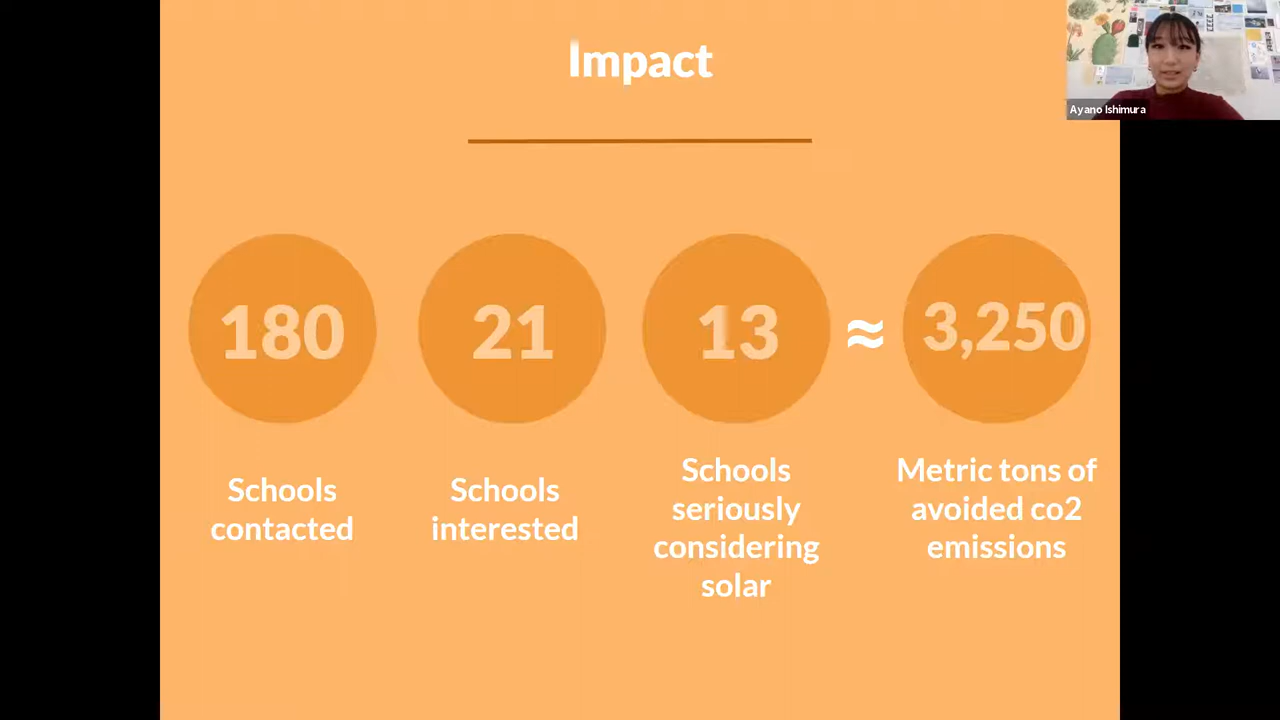 Impact
Ayano Ishimura
180
21
13
≈
3,250
Schools
contacted
Schools
interested
Schools
seriously
considering
solar
Metric tons of
avoided co2
emissions